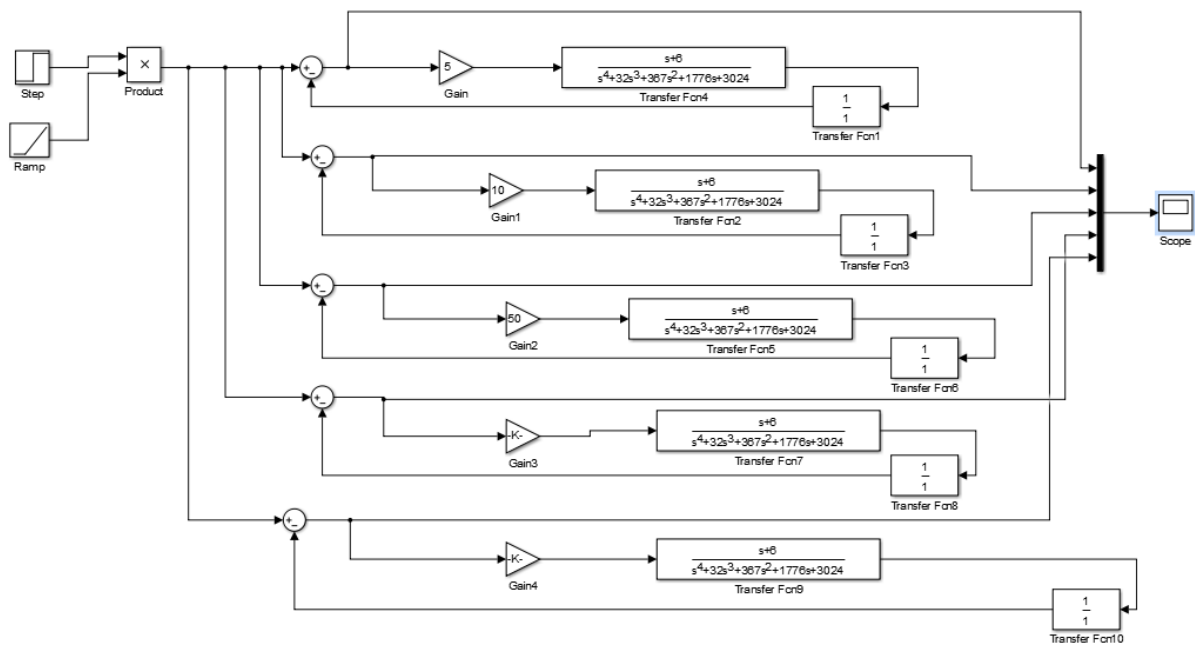 Step
×
Product
Ramp
+
−
5
Gain
s+6
s⁴+32s³+367s²+1776s+3024
Transfer Fcn4
1
1
Transfer Fcn1
+
−
10
Gain1
s+6
s⁴+32s³+367s²+1776s+3024
Transfer Fcn2
1
1
Transfer Fcn3
Scope
+
−
50
Gain2
s+6
s⁴+32s³+367s²+1776s+3024
Transfer Fcn5
1
1
Transfer Fcn6
+
−
-K-
Gain3
s+6
s⁴+32s³+367s²+1776s+3024
Transfer Fcn7
1
1
Transfer Fcn8
+
−
-K-
Gain4
s+6
s⁴+32s³+367s²+1776s+3024
Transfer Fcn9
1
1
Transfer Fcn10